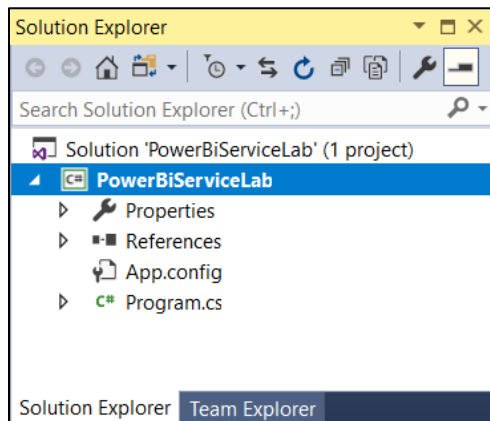 Solution Explorer
Search Solution Explorer (Ctrl+;)
Solution 'PowerBiServiceLab' (1 project)
C# PowerBiServiceLab
Properties
References
App.config
C# Program.cs
Solution Explorer Team Explorer